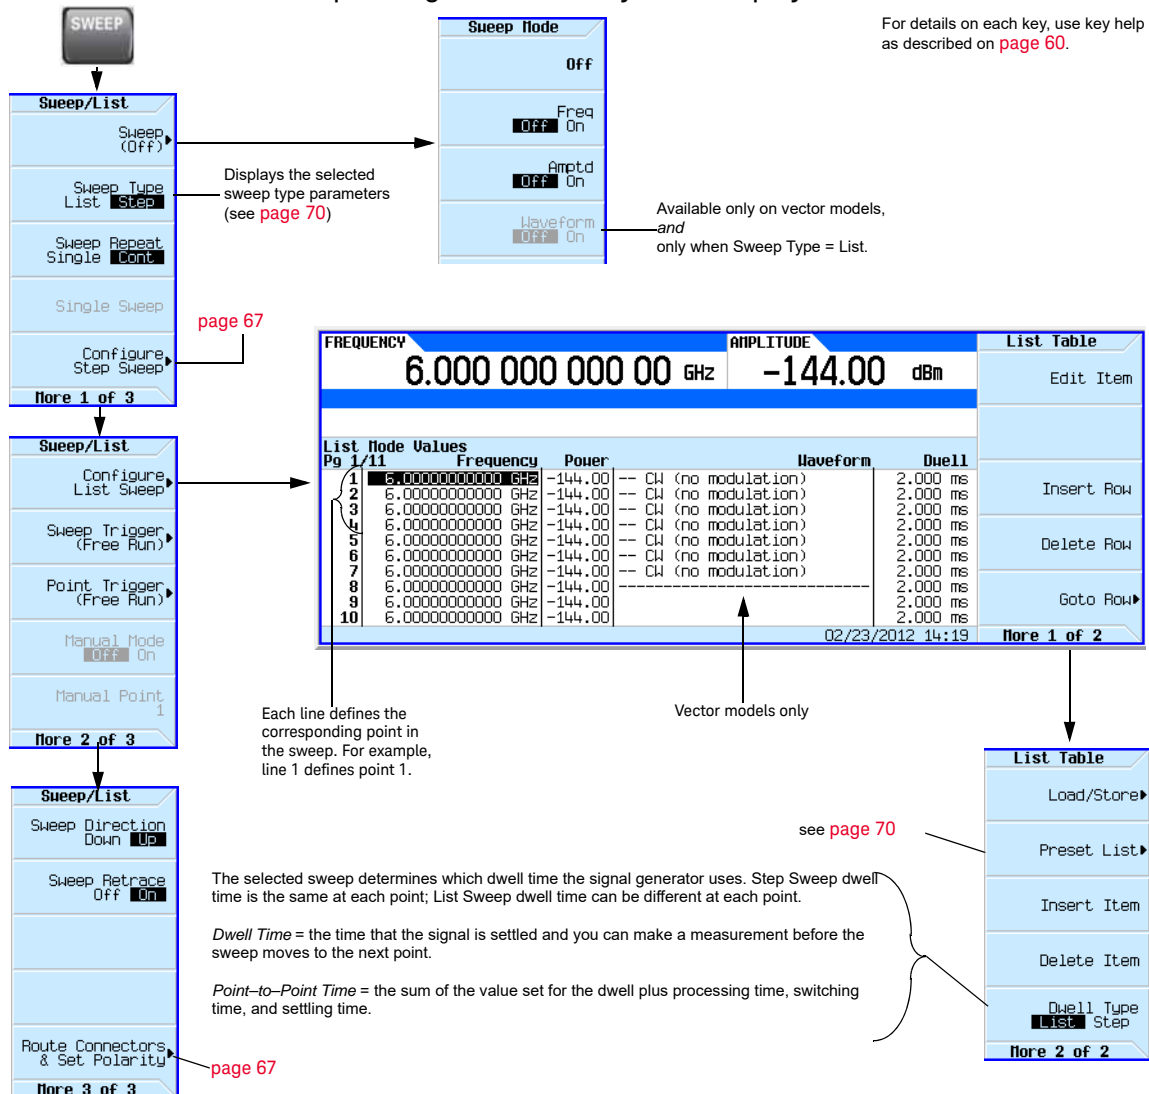 SWEEP
For details on each key, use key help
as described on page 60.
Sweep Mode
Off
Freq
Off On
Amptd
Off On
Waveform
Off On
Sweep/List
Sweep
(Off)
Sweep Type
List Step
Sweep Repeat
Single Cont
Single Sweep
Configure
Step Sweep
More 1 of 3
Displays the selected
sweep type parameters
(see page 70)
Available only on vector models,
and
only when Sweep Type = List.
page 67
FREQUENCY
6.000 000 000 00 GHz
AMPLITUDE
-144.00 dBm
List Mode Values
Pg 1/11 Frequency Power Waveform Dwell
1 6.00000000000 GHz -144.00 -- CW (no modulation) 2.000 ms
2 6.00000000000 GHz -144.00 -- CW (no modulation) 2.000 ms
3 6.00000000000 GHz -144.00 -- CW (no modulation) 2.000 ms
4 6.00000000000 GHz -144.00 -- CW (no modulation) 2.000 ms
5 6.00000000000 GHz -144.00 -- CW (no modulation) 2.000 ms
6 6.00000000000 GHz -144.00 -- CW (no modulation) 2.000 ms
7 6.00000000000 GHz -144.00 -- CW (no modulation) 2.000 ms
8 6.00000000000 GHz -144.00 ---------------------------- 2.000 ms
9 6.00000000000 GHz -144.00 2.000 ms
10 6.00000000000 GHz -144.00 2.000 ms
02/23/2012 14:19
List Table
Edit Item
Insert Row
Delete Row
Goto Row
More 1 of 2
Sweep/List
Configure
List Sweep
Sweep Trigger
(Free Run)
Point Trigger
(Free Run)
Manual Mode
Off On
Manual Point
1
More 2 of 3
Each line defines the
corresponding point in
the sweep. For example,
line 1 defines point 1.
Vector models only
Sweep/List
Sweep Direction
Down Up
Sweep Retrace
Off On
Route Connectors
& Set Polarity
More 3 of 3
page 67
see page 70
The selected sweep determines which dwell time the signal generator uses. Step Sweep dwell
time is the same at each point; List Sweep dwell time can be different at each point.
Dwell Time = the time that the signal is settled and you can make a measurement before the
sweep moves to the next point.
Point–to–Point Time = the sum of the value set for the dwell plus processing time, switching
time, and settling time.
List Table
Load/Store
Preset List
Insert Item
Delete Item
Dwell Type
List Step
More 2 of 2